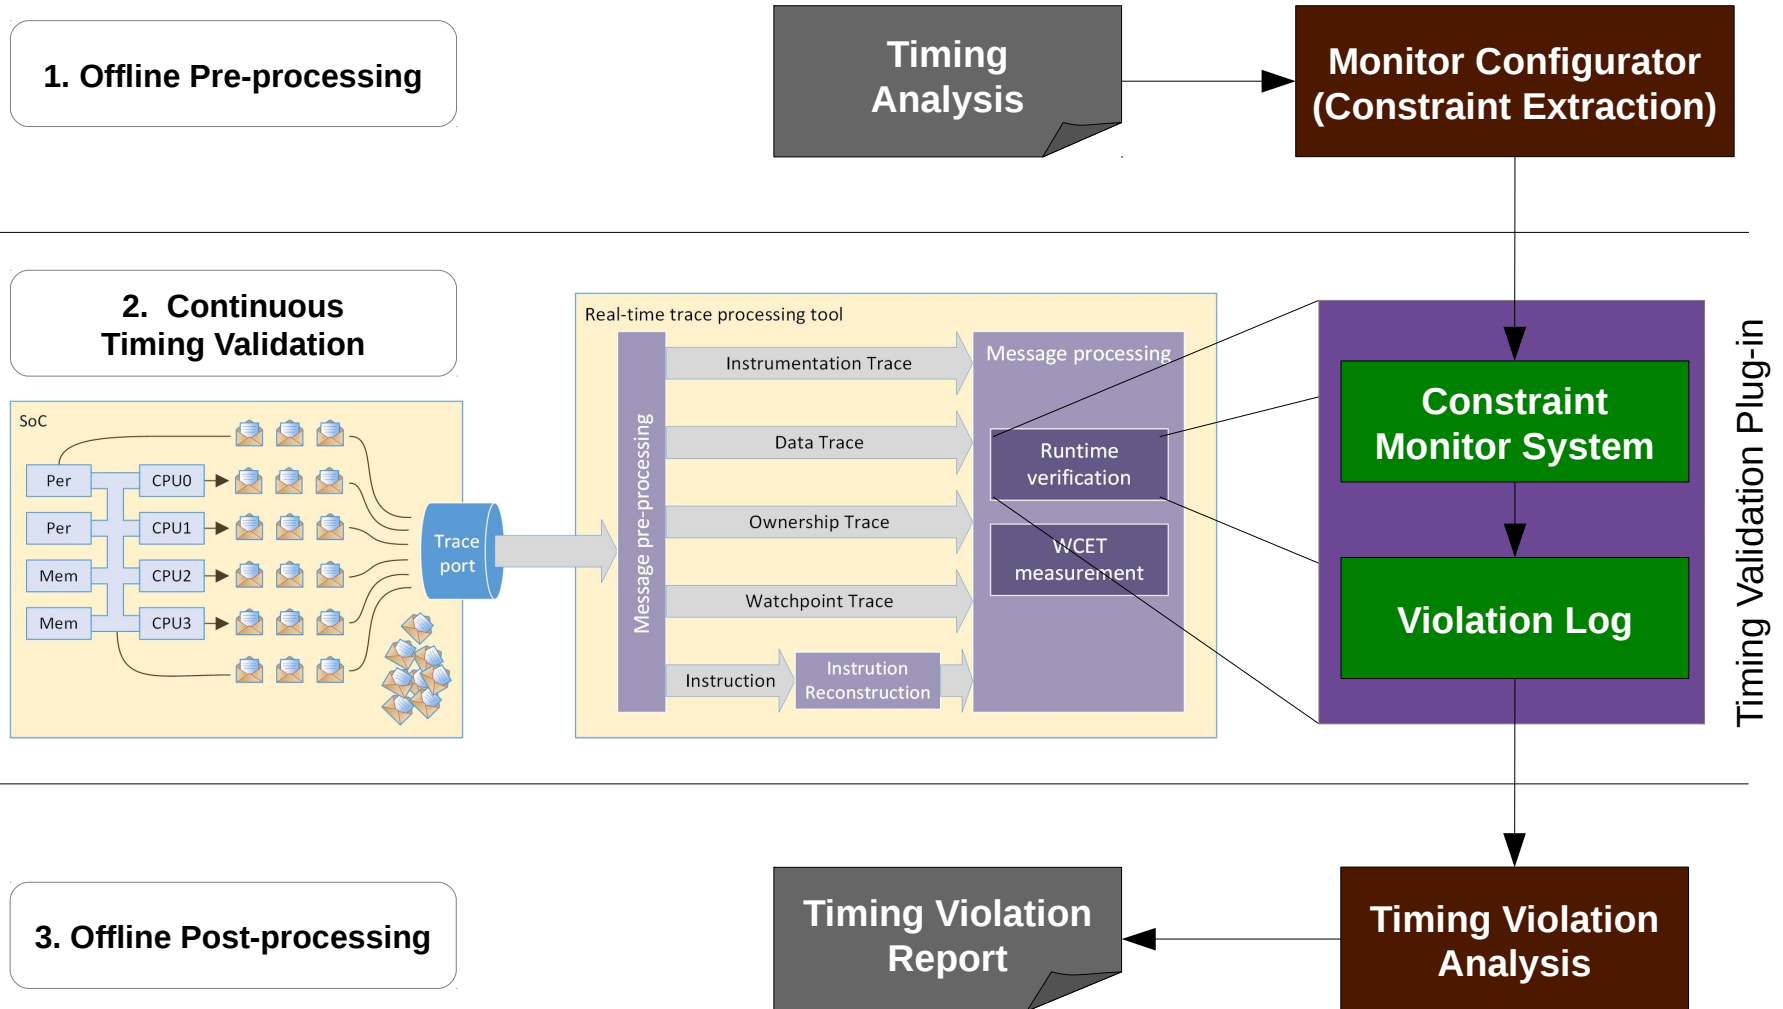 1. Offline Pre-processing
Timing
Analysis
Monitor Configurator
(Constraint Extraction)
2. Continuous
Timing Validation
SoC
Per
CPU0
Per
CPU1
Mem
CPU2
Mem
CPU3
Trace
port
Real-time trace processing tool
Message pre-processing
Instrumentation Trace
Data Trace
Ownership Trace
Watchpoint Trace
Instruction
Instrution
Reconstruction
Message processing
Runtime
verification
WCET
measurement
Constraint
Monitor System
Violation Log
Timing Validation Plug-in
3. Offline Post-processing
Timing Violation
Report
Timing Violation
Analysis